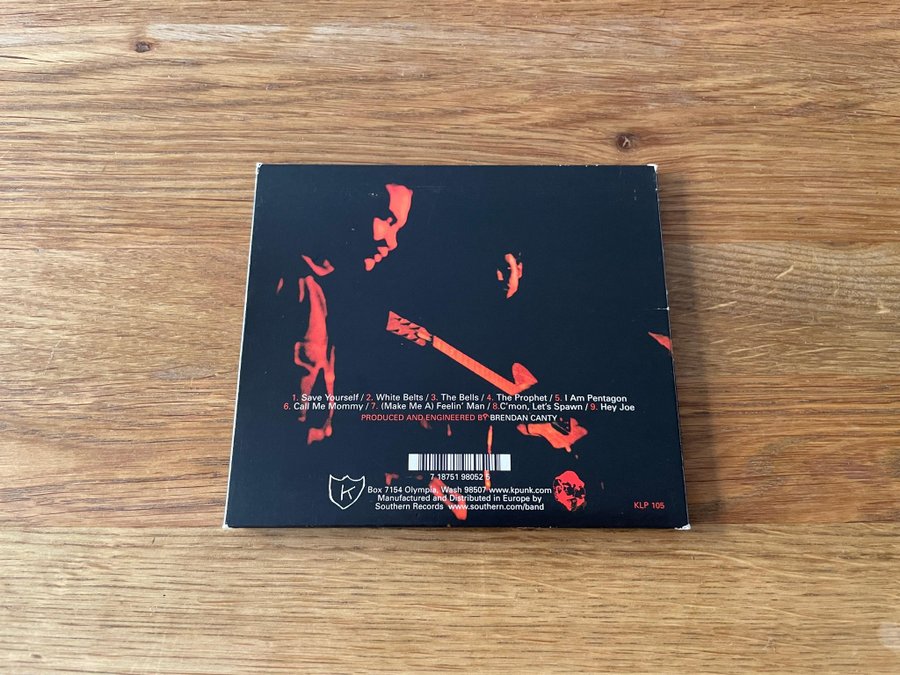 1. Save Yourself / 2. White Belts / 3. The Bells / 4. The Prophet / 5. I Am Pentagon
6. Call Me Mommy / 7. (Make Me A) Feelin' Man / 8.C'mon, Let's Spawn / 9. Hey Joe
PRODUCED AND ENGINEERED BY BRENDAN CANTY
7 18751 98052 5
K
Box 7154 Olympia, Wash 98507 www.kpunk.com
Manufactured and Distributed in Europe by
Southern Records www.southern.com/band
KLP 105